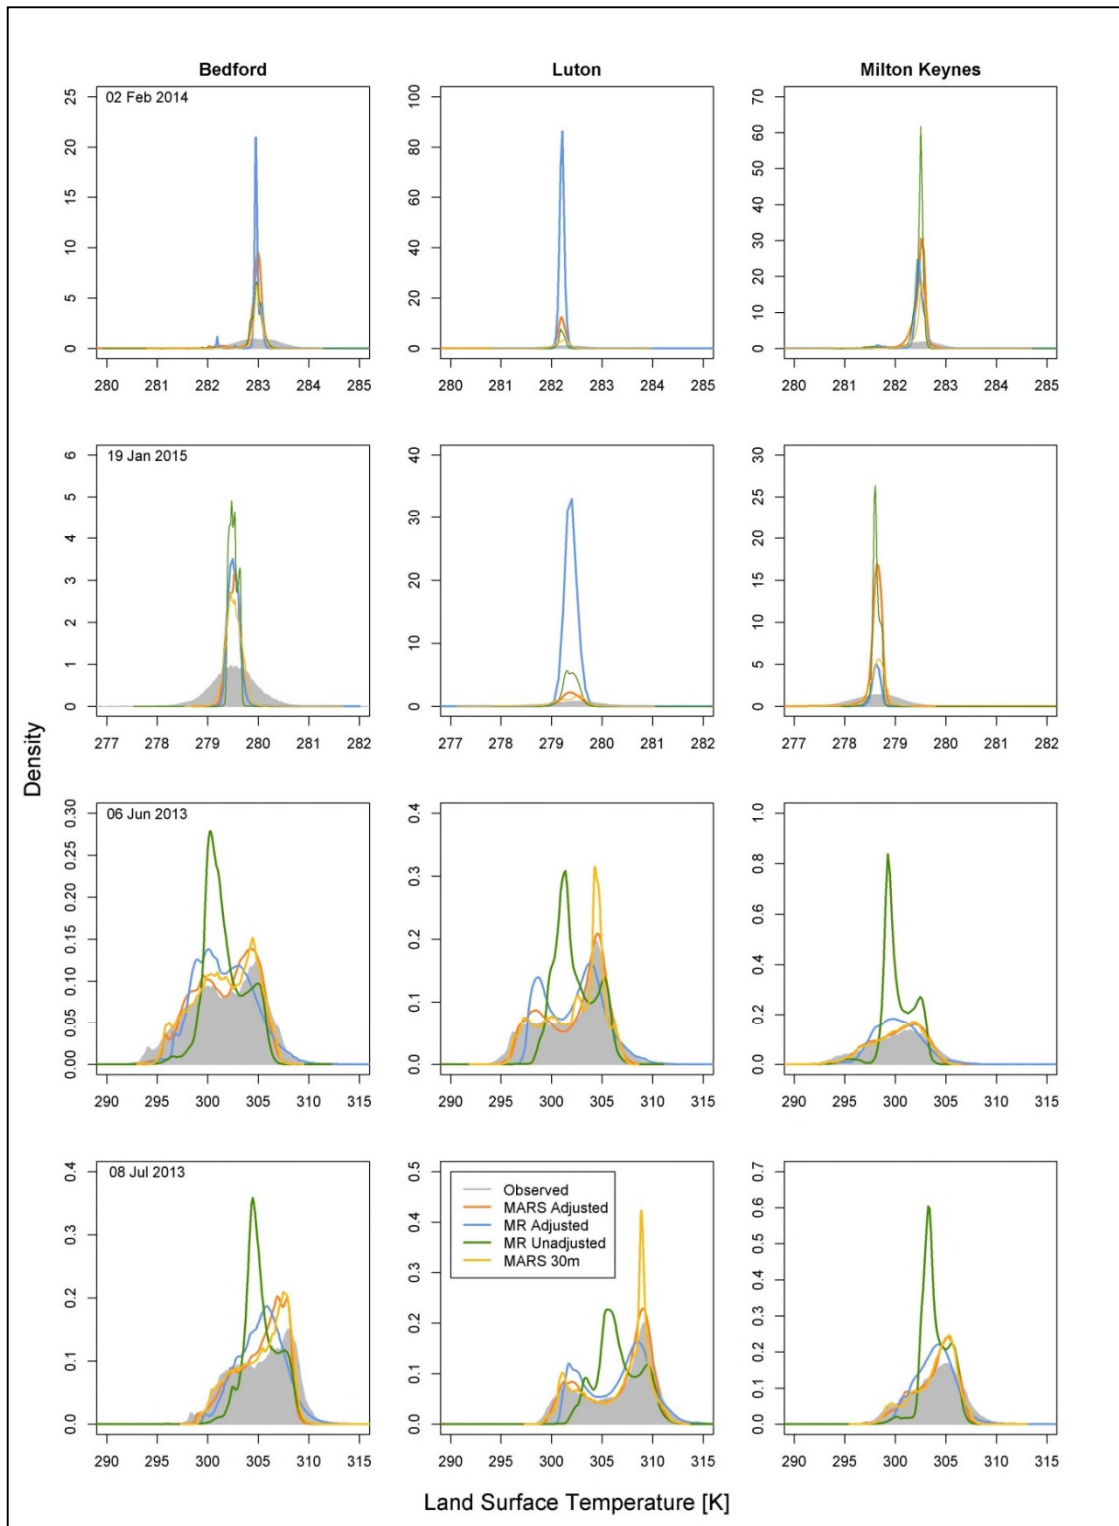 Bedford
Luton
Milton Keynes
02 Feb 2014
25
20
15
10
5
0
280 281 282 283 284 285
100
80
60
40
20
0
280 281 282 283 284 285
70
60
50
40
30
20
10
0
280 281 282 283 284 285
19 Jan 2015
6
5
4
3
2
1
0
277 278 279 280 281 282
40
30
20
10
0
277 278 279 280 281 282
30
25
20
15
10
5
0
277 278 279 280 281 282
Density
06 Jun 2013
0.30
0.25
0.20
0.15
0.10
0.05
0.00
290 295 300 305 310 315
0.4
0.3
0.2
0.1
0.0
290 295 300 305 310 315
1.0
0.8
0.6
0.4
0.2
0.0
290 295 300 305 310 315
08 Jul 2013
0.4
0.3
0.2
0.1
0.0
290 295 300 305 310 315
0.5
0.4
0.3
0.2
0.1
0.0
Observed
MARS Adjusted
MR Adjusted
MR Unadjusted
MARS 30m
290 295 300 305 310 315
0.7
0.6
0.5
0.4
0.3
0.2
0.1
0.0
290 295 300 305 310 315
Land Surface Temperature [K]